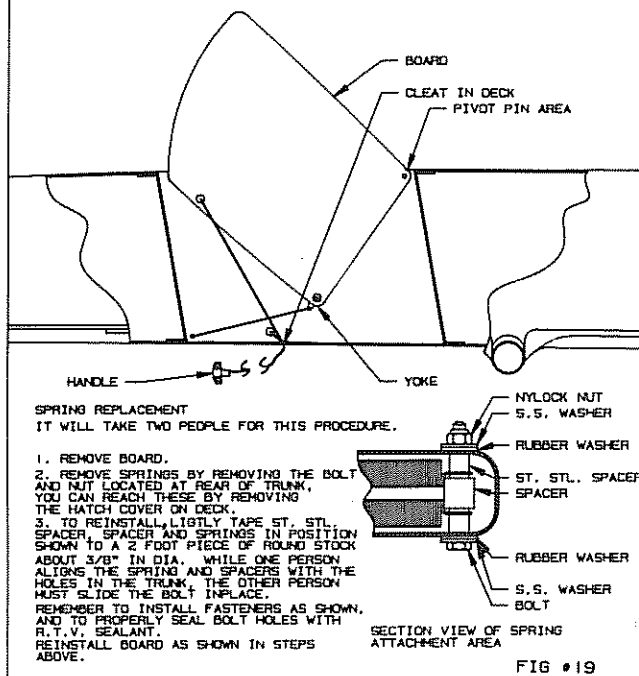 BOARD
CLEAT IN DECK
PIVOT PIN AREA
HANDLE
YOKE
SPRING REPLACEMENT
IT WILL TAKE TWO PEOPLE FOR THIS PROCEDURE.
1. REMOVE BOARD.
2. REMOVE SPRINGS BY REMOVING THE BOLT
AND NUT LOCATED AT REAR OF TRUNK,
YOU CAN REACH THESE BY REMOVING
THE HATCH COVER ON DECK.
3. TO REINSTALL,LIGTLY TAPE ST. STL.
SPACER, SPACER AND SPRINGS IN POSITION
SHOWN TO A 2 FOOT PIECE OF ROUND STOCK
ABOUT 3/8" IN DIA. WHILE ONE PERSON
ALIGNS THE SPRING AND SPACERS WITH THE
HOLES IN THE TRUNK, THE OTHER PERSON
MUST SLIDE THE BOLT INPLACE.
REMEMBER TO INSTALL FASTENERS AS SHOWN,
AND TO PROPERLY SEAL BOLT HOLES WITH
R.T.V. SEALANT.
REINSTALL BOARD AS SHOWN IN STEPS
ABOVE.
NYLOCK NUT
S.S. WASHER
RUBBER WASHER
ST. STL. SPACER
SPACER
RUBBER WASHER
S.S. WASHER
BOLT
SECTION VIEW OF SPRING
ATTACHMENT AREA
FIG #19